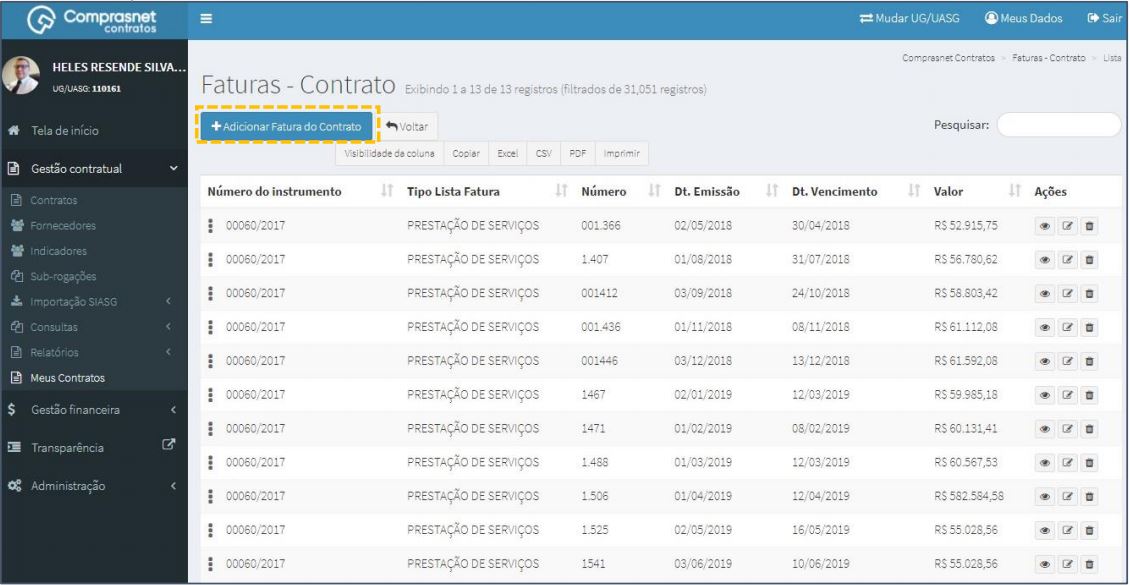 Comprasnet
contratos
Mudar UG/UASG Meus Dados Sair
HELES RESENDE SILVA...
UG/UASG: 110161
Comprasnet Contratos > Faturas - Contrato > Lista
Faturas - Contrato Exibindo 1 a 13 de 13 registros (filtrados de 31,051 registros)
+ Adicionar Fatura do Contrato Voltar Pesquisar:
Visibilidade da coluna Copiar Excel CSV PDF Imprimir
Tela de início
Gestão contratual
Contratos
Fornecedores
Indicadores
Sub-rogações
Importação SIASG
Consultas
Relatórios
Meus Contratos
Gestão financeira
Transparência
Administração
Número do instrumento Tipo Lista Fatura Número Dt. Emissão Dt. Vencimento Valor Ações
00060/2017 PRESTAÇÃO DE SERVIÇOS 001.366 02/05/2018 30/04/2018 R$ 52.915,75
00060/2017 PRESTAÇÃO DE SERVIÇOS 1.407 01/08/2018 31/07/2018 R$ 56.780,62
00060/2017 PRESTAÇÃO DE SERVIÇOS 001412 03/09/2018 24/10/2018 R$ 58.803,42
00060/2017 PRESTAÇÃO DE SERVIÇOS 001.436 01/11/2018 08/11/2018 R$ 61.112,08
00060/2017 PRESTAÇÃO DE SERVIÇOS 001446 03/12/2018 13/12/2018 R$ 61.592,08
00060/2017 PRESTAÇÃO DE SERVIÇOS 1467 02/01/2019 12/03/2019 R$ 59.985,18
00060/2017 PRESTAÇÃO DE SERVIÇOS 1471 01/02/2019 08/02/2019 R$ 60.131,41
00060/2017 PRESTAÇÃO DE SERVIÇOS 1.488 01/03/2019 12/03/2019 R$ 60.567,53
00060/2017 PRESTAÇÃO DE SERVIÇOS 1.506 01/04/2019 12/04/2019 R$ 582.584,58
00060/2017 PRESTAÇÃO DE SERVIÇOS 1.525 02/05/2019 16/05/2019 R$ 55.028,56
00060/2017 PRESTAÇÃO DE SERVIÇOS 1541 03/06/2019 10/06/2019 R$ 55.028,56